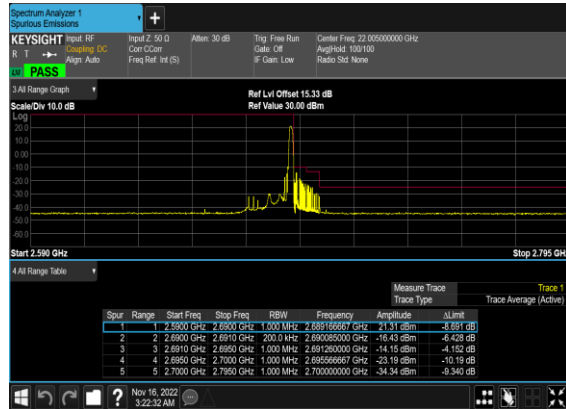 Spectrum Analyzer 1
Spurious Emissions
+
KEYSIGHT Input: RF Input Z: 50 Ω Atten: 30 dB Trig: Free Run Center Freq: 22.005000000 GHz
R T Coupling: DC Corr CCorr Gate: Off Avg|Hold: 100/100
Align: Auto Freq Ref: Int (S) IF Gain: Low Radio Std: None
PASS
3 All Range Graph
Ref Lvl Offset 15.33 dB
Scale/Div 10.0 dB Ref Value 30.00 dBm
Log
20.0
10.0
0.00
-10.0
-20.0
-30.0
-40.0
-50.0
-60.0
Start 2.590 GHz Stop 2.795 GH
4 All Range Table
Measure Trace Trace 1
Trace Type Trace Average (Active)
Spur Range Start Freq Stop Freq RBW Frequency Amplitude ΔLimit
1 1 2.5900 GHz 2.6900 GHz 1.000 MHz 2.689166667 GHz 21.31 dBm -8.691 dB
2 2 2.6900 GHz 2.6910 GHz 200.0 kHz 2.690085000 GHz -16.43 dBm -6.428 dB
3 3 2.6910 GHz 2.6950 GHz 1.000 MHz 2.691260000 GHz -14.15 dBm -4.152 dB
4 4 2.6950 GHz 2.7000 GHz 1.000 MHz 2.695566667 GHz -23.19 dBm -10.19 dB
5 5 2.7000 GHz 2.7950 GHz 1.000 MHz 2.700000000 GHz -34.34 dBm -9.340 dB
? Nov 16, 2022
3:22:32 AM